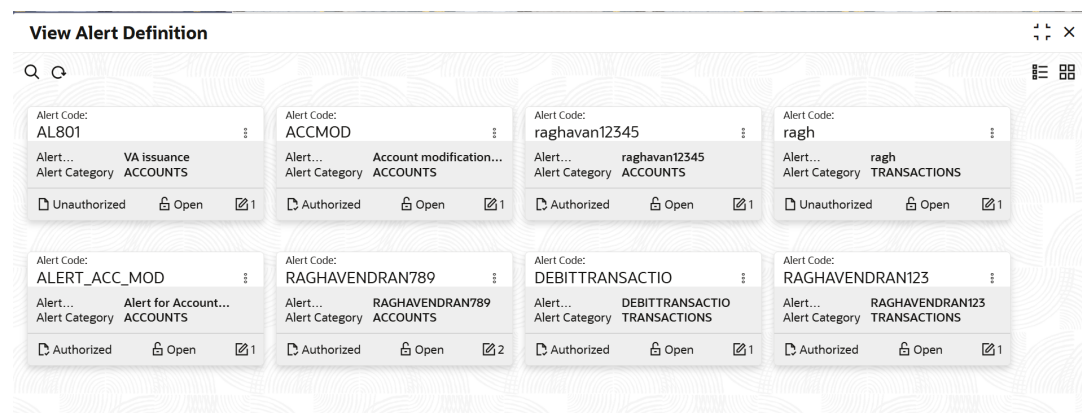 View Alert Definition
Alert Code:
AL801
Alert... VA issuance
Alert Category ACCOUNTS
Unauthorized Open 1
Alert Code:
ACCMOD
Alert... Account modification...
Alert Category ACCOUNTS
Authorized Open 1
Alert Code:
raghavan12345
Alert... raghavan12345
Alert Category ACCOUNTS
Authorized Open 1
Alert Code:
ragh
Alert... ragh
Alert Category TRANSACTIONS
Unauthorized Open 1
Alert Code:
ALERT_ACC_MOD
Alert... Alert for Account...
Alert Category ACCOUNTS
Authorized Open 1
Alert Code:
RAGHAVENDRAN789
Alert... RAGHAVENDRAN789
Alert Category ACCOUNTS
Authorized Open 2
Alert Code:
DEBITTRANSACTIO
Alert... DEBITTRANSACTIO
Alert Category TRANSACTIONS
Authorized Open 1
Alert Code:
RAGHAVENDRAN123
Alert... RAGHAVENDRAN123
Alert Category TRANSACTIONS
Authorized Open 1